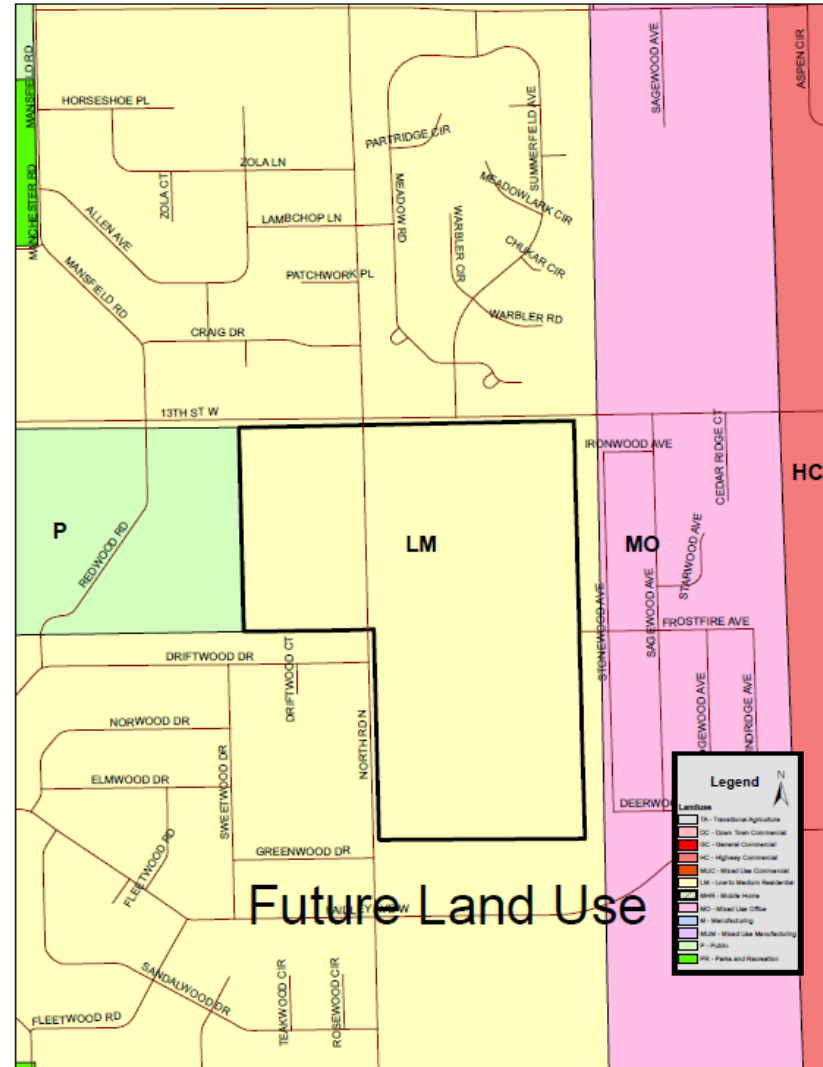 MANSFIELD RD
HORSESHOE PL
ZOLA LN
ZOLA CT
MANCHESTER RD
ALLEN AVE
LAMBCHOP LN
MANSFIELD RD
PATCHWORK PL
CRAIG DR
PARTRIDGE CIR
MEADOW RD
SUMMERFIELD AVE
MEADOWLARK CIR
WARBLER CIR
CHUKAR CIR
WARBLER RD
SAGEWOOD AVE
ASPEN CIR
13TH ST W
IRONWOOD AVE
CEDAR RIDGE CT
HC
P
REDWOOD RD
LM
MO
STARWOOD AVE
STONEWOOD AVE
SAGEWOOD AVE
FROSTFIRE AVE
DRIFTWOOD DR
DRIFTWOOD CT
NORWOOD DR
NORTH RD N
ELMWOOD DR
SWEETWOOD DR
FLEETWOOD RD
GREENWOOD DR
Future Land Use
SANDALWOOD DR
FLEETWOOD RD
TEAKWOOD CIR
ROSEWOOD CIR
Legend
N
Landuse
TA - Transitional Agriculture
DC - Down Town Commercial
GC - General Commercial
HC - Highway Commercial
MUC - Mixed Use Commercial
LM - Low to Medium Residential
MHR - Mobile Home
MO - Mixed Use Office
M - Manufacturing
MUM - Mixed Use Manufacturing
P - Public
PR - Parks and Recreation